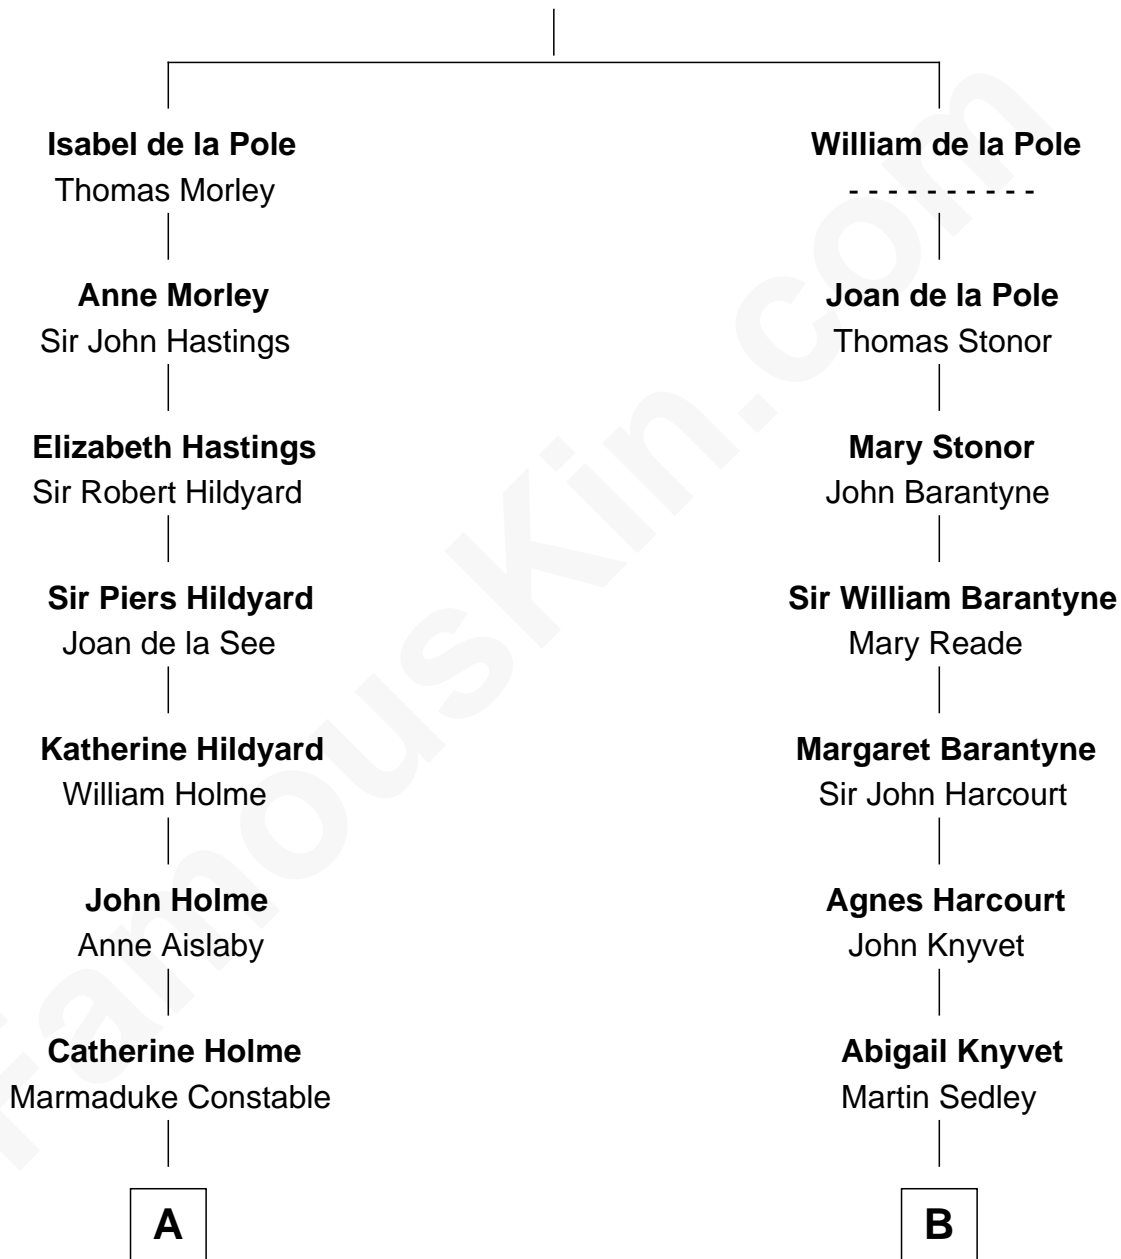 Isabel de la Pole
Thomas Morley
Anne Morley
Sir John Hastings
Elizabeth Hastings
Sir Robert Hildyard
Sir Piers Hildyard
Joan de la See
Katherine Hildyard
William Holme
John Holme
Anne Aislaby
Catherine Holme
Marmaduke Constable
A
William de la Pole
- - - - - - - - - -
Joan de la Pole
Thomas Stonor
Mary Stonor
John Barantyne
Sir William Barantyne
Mary Reade
Margaret Barantyne
Sir John Harcourt
Agnes Harcourt
John Knyvet
Abigail Knyvet
Martin Sedley
B
FamousKin.com